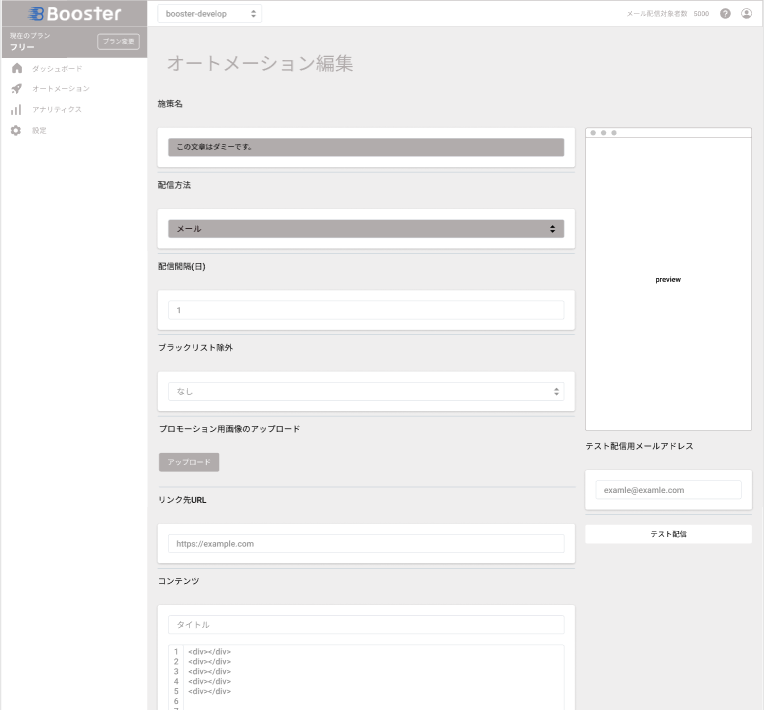 Booster
booster-develop
メール配信対象者数 5000
?
現在のプラン
フリー
プラン変更
ダッシュボード
オートメーション
アナリティクス
設定
オートメーション編集
施策名
この文章はダミーです。
配信方法
メール
配信間隔(日)
1
ブラックリスト除外
なし
プロモーション用画像のアップロード
アップロード
リンク先URL
https://example.com
コンテンツ
タイトル
1 <div></div>
2 <div></div>
3 <div></div>
4 <div></div>
5 <div></div>
6
preview
テスト配信用メールアドレス
examle@examle.com
テスト配信